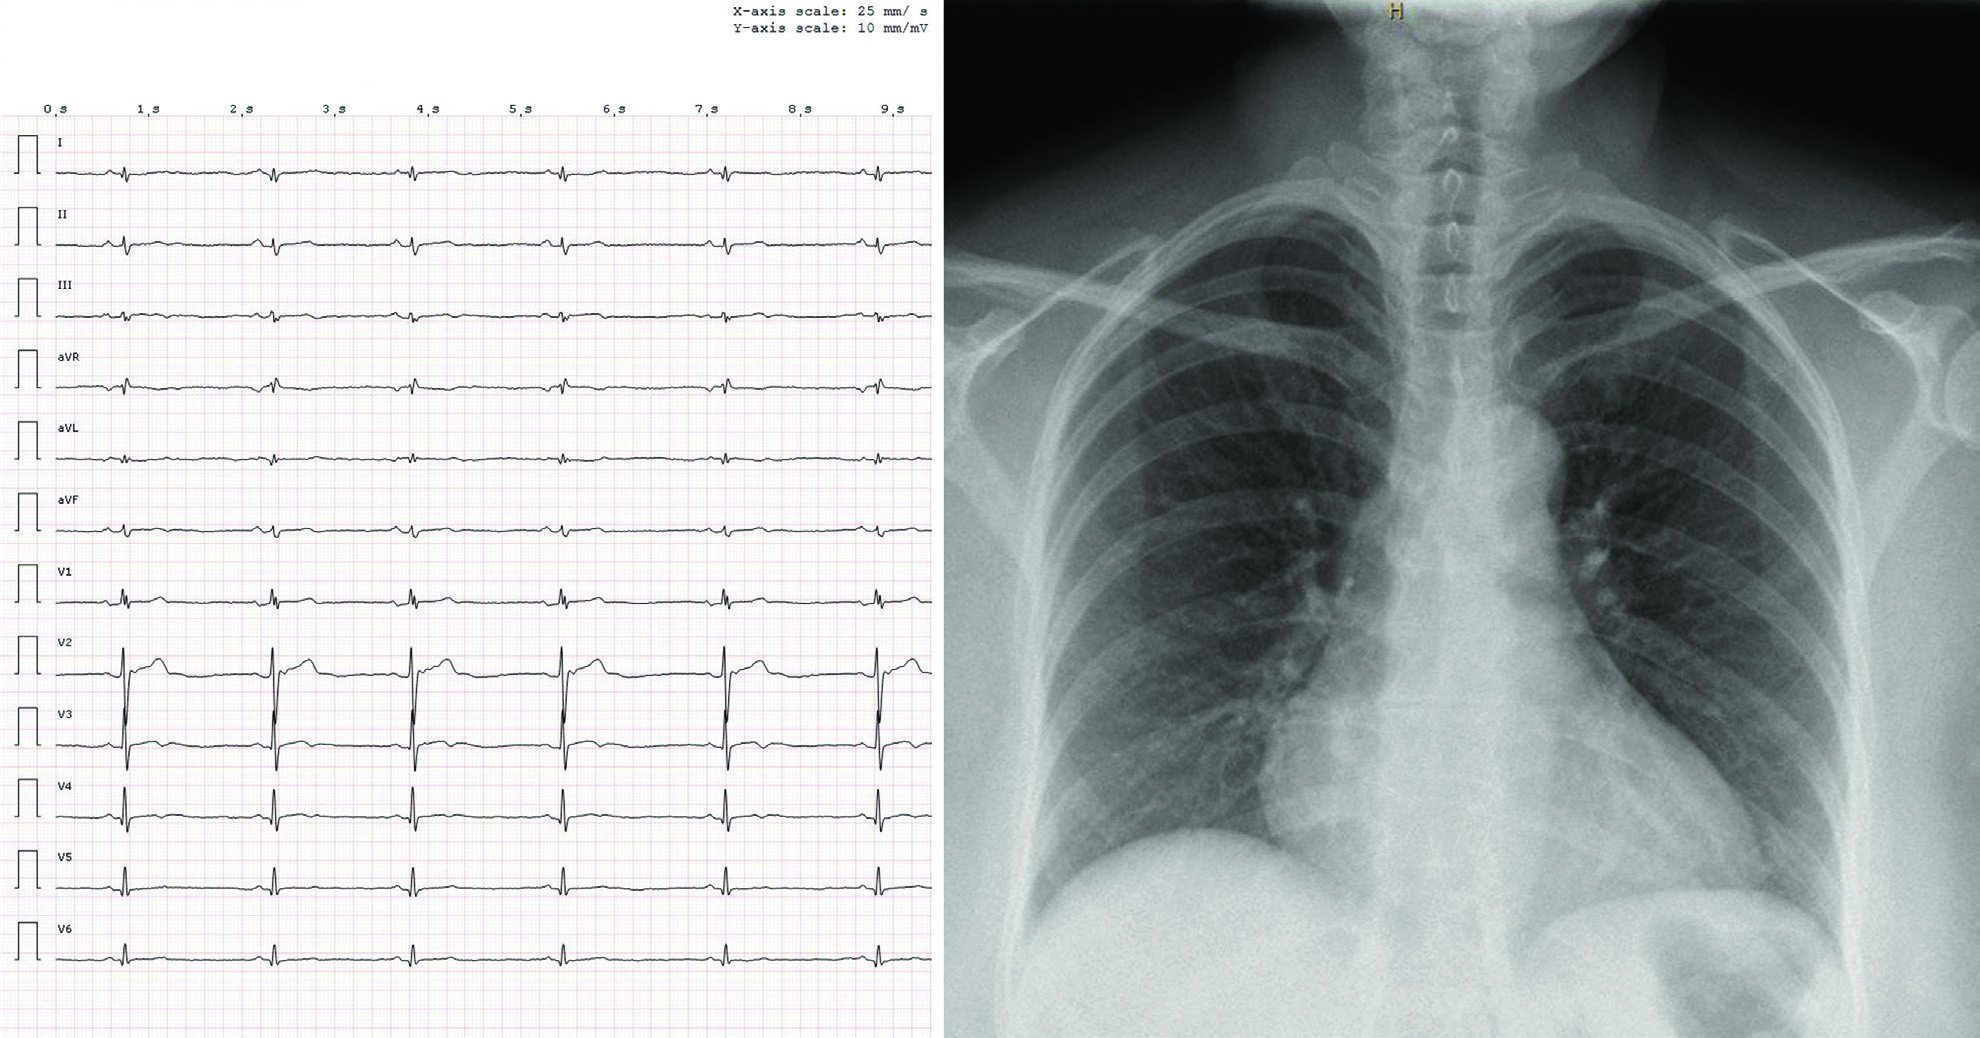 X-axis scale: 25 mm/ s
Y-axis scale: 10 mm/mV
0 s 1 s 2 s 3 s 4 s 5 s 6 s 7 s 8 s 9 s
I
II
III
aVR
aVL
aVF
V1
V2
V3
V4
V5
V6
H